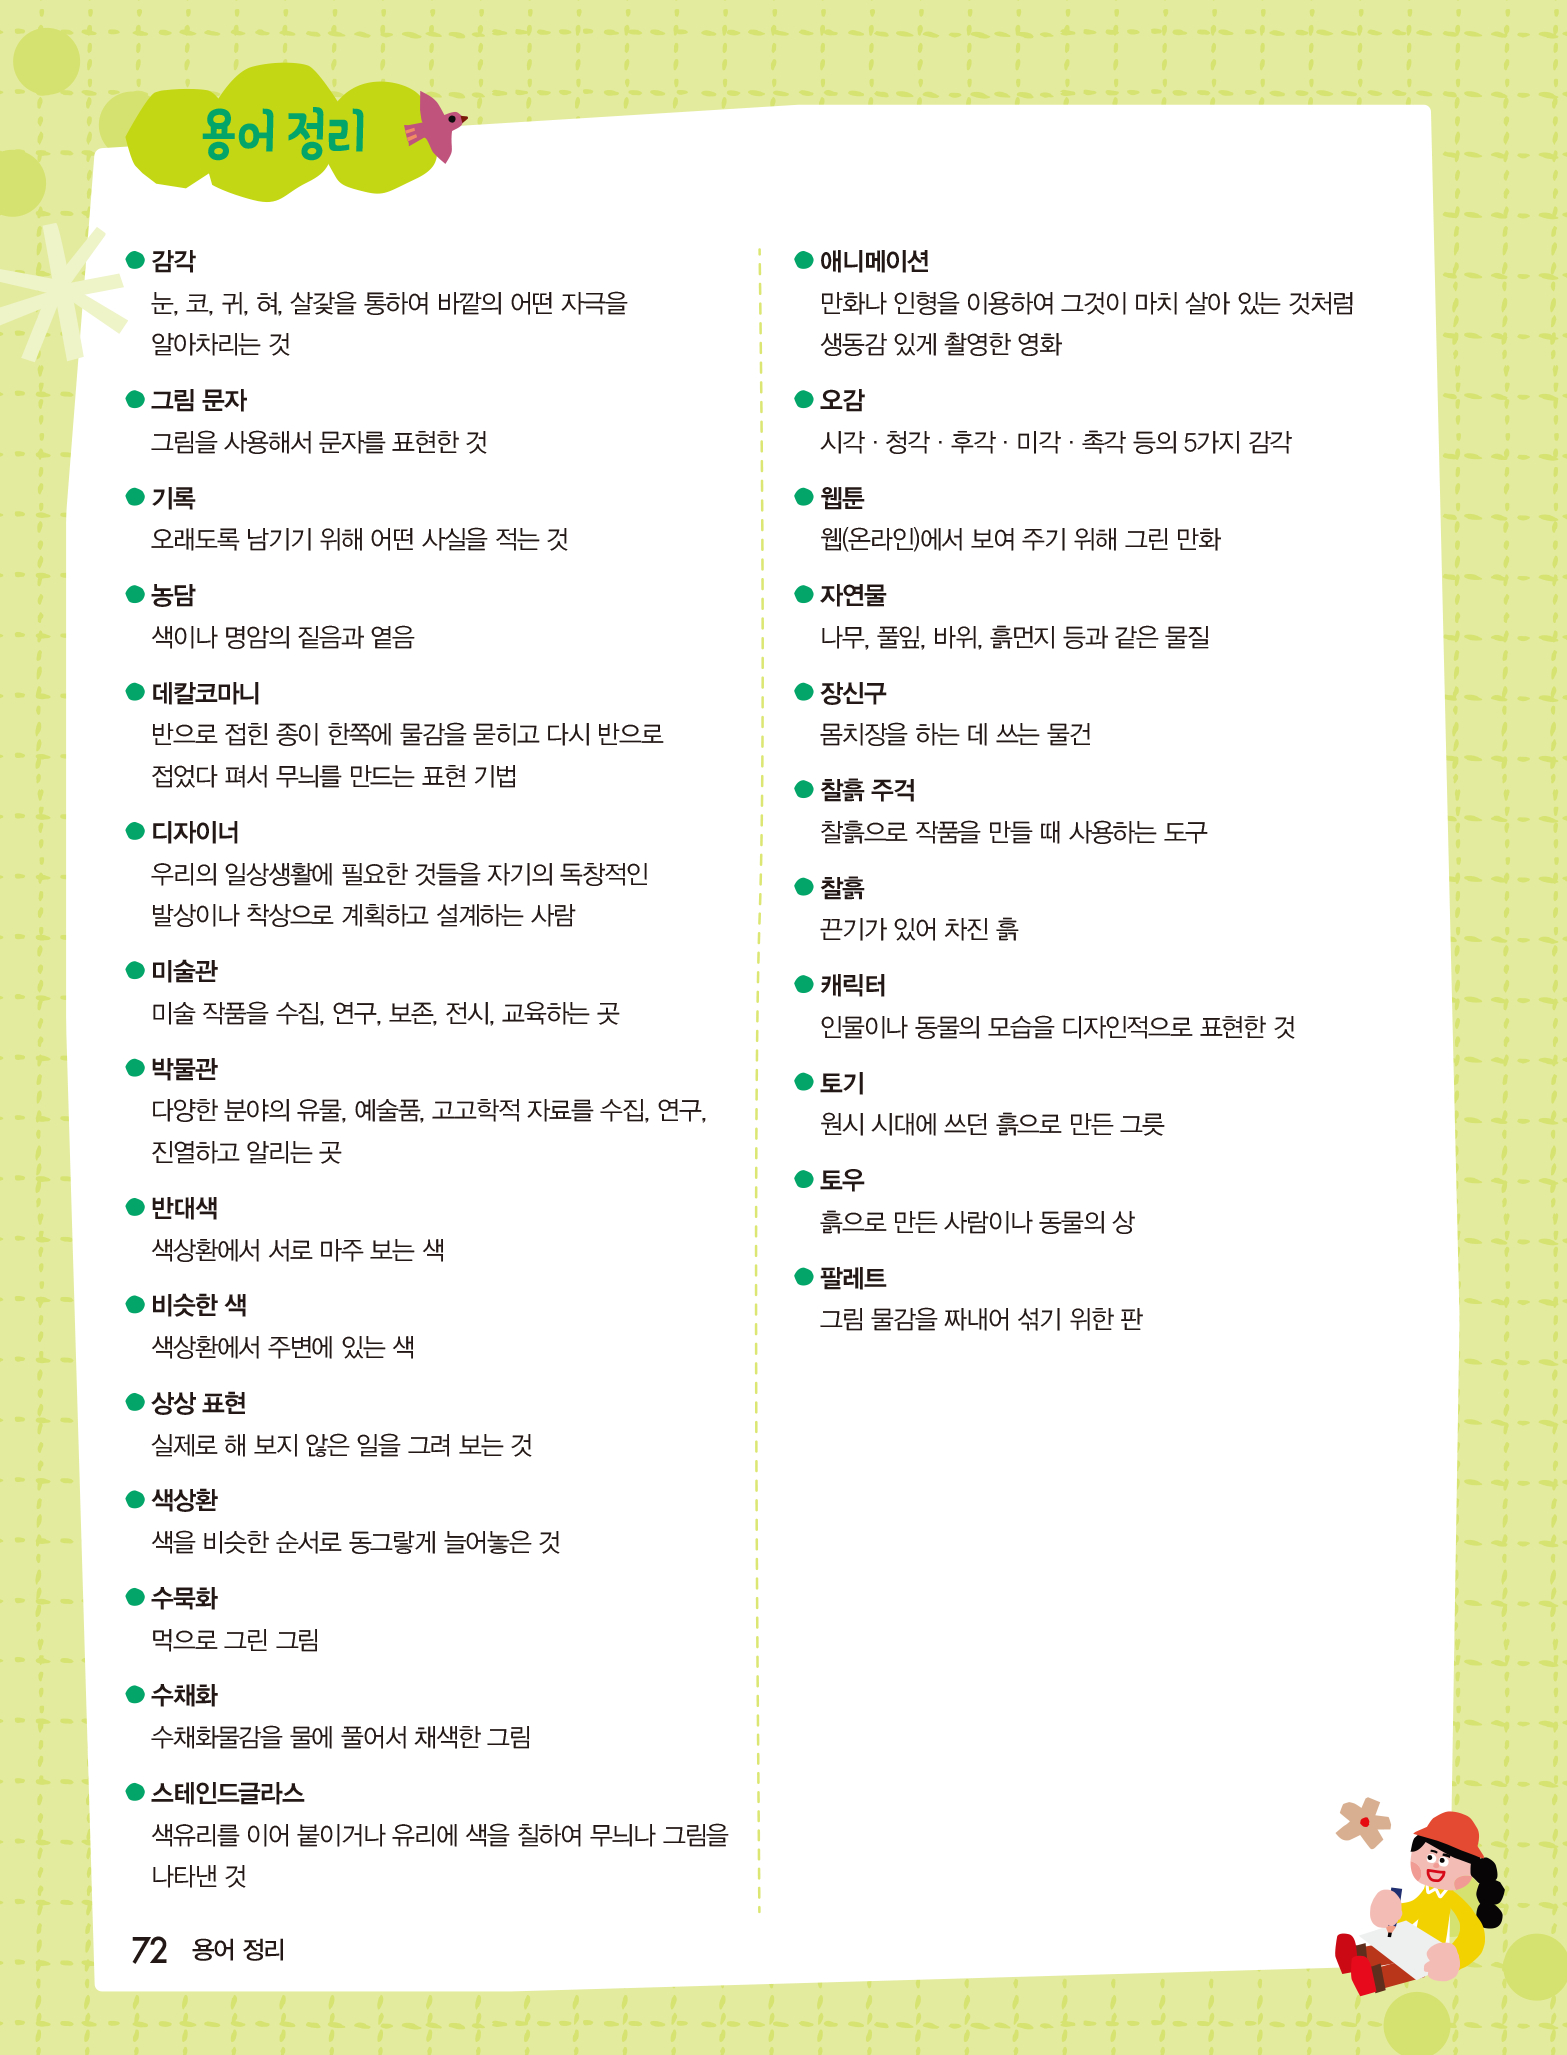 용어 정리
감각
눈, 코, 귀, 혀, 살갗을 통하여 바깥의 어떤 자극을
알아차리는 것
그림 문자
그림을 사용해서 문자를 표현한 것
기록
오래도록 남기기 위해 어떤 사실을 적는 것
농담
색이나 명암의 짙음과 옅음
데칼코마니
반으로 접힌 종이 한쪽에 물감을 묻히고 다시 반으로
접었다 펴서 무늬를 만드는 표현 기법
디자이너
우리의 일상생활에 필요한 것들을 자기의 독창적인
발상이나 착상으로 계획하고 설계하는 사람
미술관
미술 작품을 수집, 연구, 보존, 전시, 교육하는 곳
박물관
다양한 분야의 유물, 예술품, 고고학적 자료를 수집, 연구,
진열하고 알리는 곳
반대색
색상환에서 서로 마주 보는 색
비슷한 색
색상환에서 주변에 있는 색
상상 표현
실제로 해 보지 않은 일을 그려 보는 것
색상환
색을 비슷한 순서로 동그랗게 늘어놓은 것
수묵화
먹으로 그린 그림
수채화
수채화물감을 물에 풀어서 채색한 그림
스테인드글라스
색유리를 이어 붙이거나 유리에 색을 칠하여 무늬나 그림을
나타낸 것
애니메이션
만화나 인형을 이용하여 그것이 마치 살아 있는 것처럼
생동감 있게 촬영한 영화
오감
시각 · 청각 · 후각 · 미각 · 촉각 등의 5가지 감각
웹툰
웹(온라인)에서 보여 주기 위해 그린 만화
자연물
나무, 풀잎, 바위, 흙먼지 등과 같은 물질
장신구
몸치장을 하는 데 쓰는 물건
찰흙 주걱
찰흙으로 작품을 만들 때 사용하는 도구
찰흙
끈기가 있어 차진 흙
캐릭터
인물이나 동물의 모습을 디자인적으로 표현한 것
토기
원시 시대에 쓰던 흙으로 만든 그릇
토우
흙으로 만든 사람이나 동물의 상
팔레트
그림 물감을 짜내어 섞기 위한 판
72 용어 정리